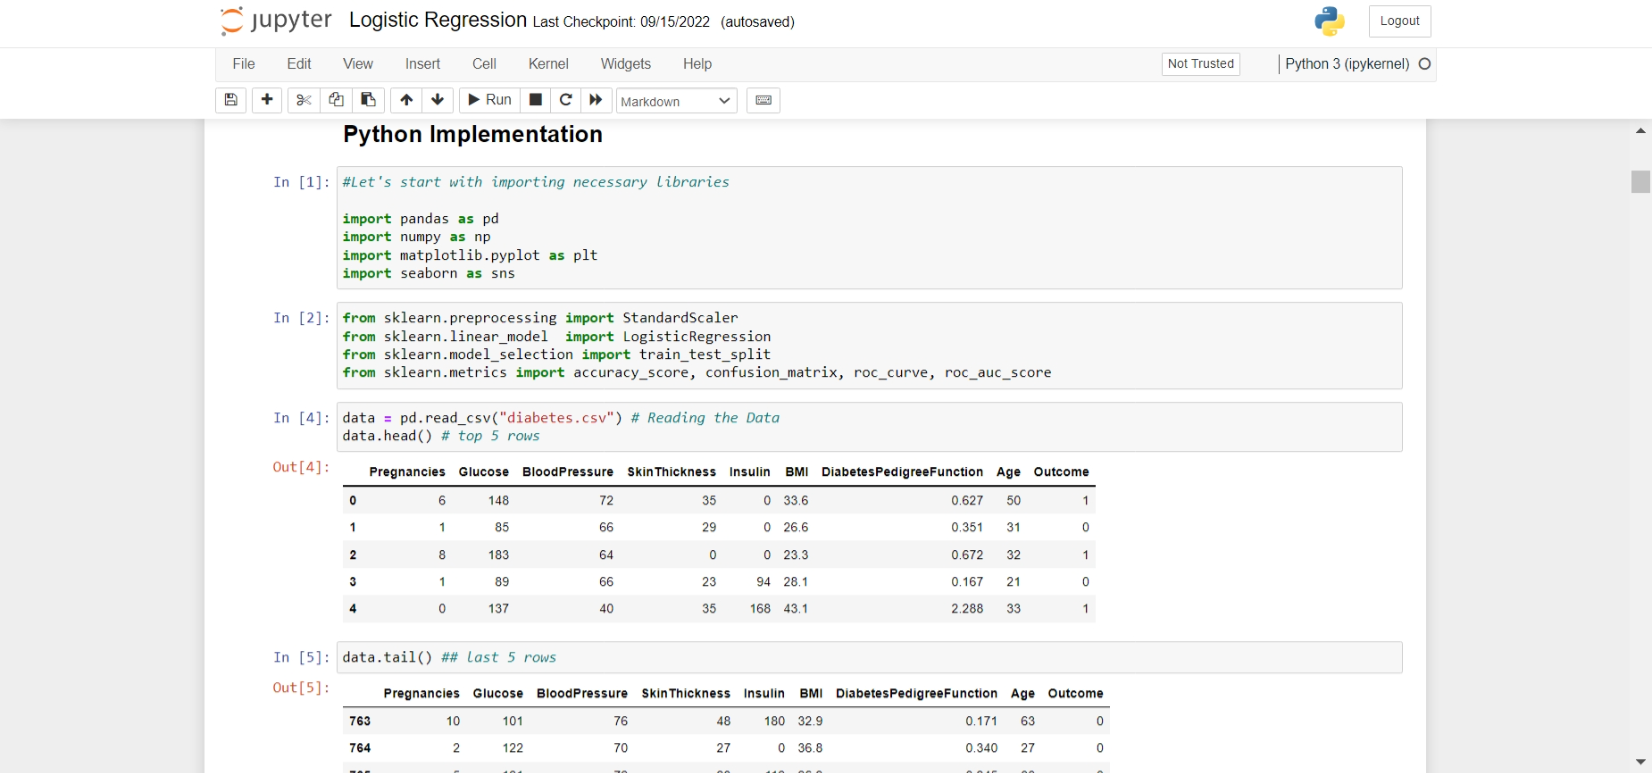 jupyter Logistic Regression Last Checkpoint: 09/15/2022 (autosaved) Logout
File Edit View Insert Cell Kernel Widgets Help Not Trusted Python 3 (ipykernel)
Run Markdown
Python Implementation
In [1]: #Let's start with importing necessary libraries
import pandas as pd
import numpy as np
import matplotlib.pyplot as plt
import seaborn as sns
In [2]: from sklearn.preprocessing import StandardScaler
from sklearn.linear_model import LogisticRegression
from sklearn.model_selection import train_test_split
from sklearn.metrics import accuracy_score, confusion_matrix, roc_curve, roc_auc_score
In [4]: data = pd.read_csv("diabetes.csv") # Reading the Data
data.head() # top 5 rows
Out[4]: Pregnancies Glucose BloodPressure SkinThickness Insulin BMI DiabetesPedigreeFunction Age Outcome
0 6 148 72 35 0 33.6 0.627 50 1
1 1 85 66 29 0 26.6 0.351 31 0
2 8 183 64 0 0 23.3 0.672 32 1
3 1 89 66 23 94 28.1 0.167 21 0
4 0 137 40 35 168 43.1 2.288 33 1
In [5]: data.tail() ## last 5 rows
Out[5]: Pregnancies Glucose BloodPressure SkinThickness Insulin BMI DiabetesPedigreeFunction Age Outcome
763 10 101 76 48 180 32.9 0.171 63 0
764 2 122 70 27 0 36.8 0.340 27 0